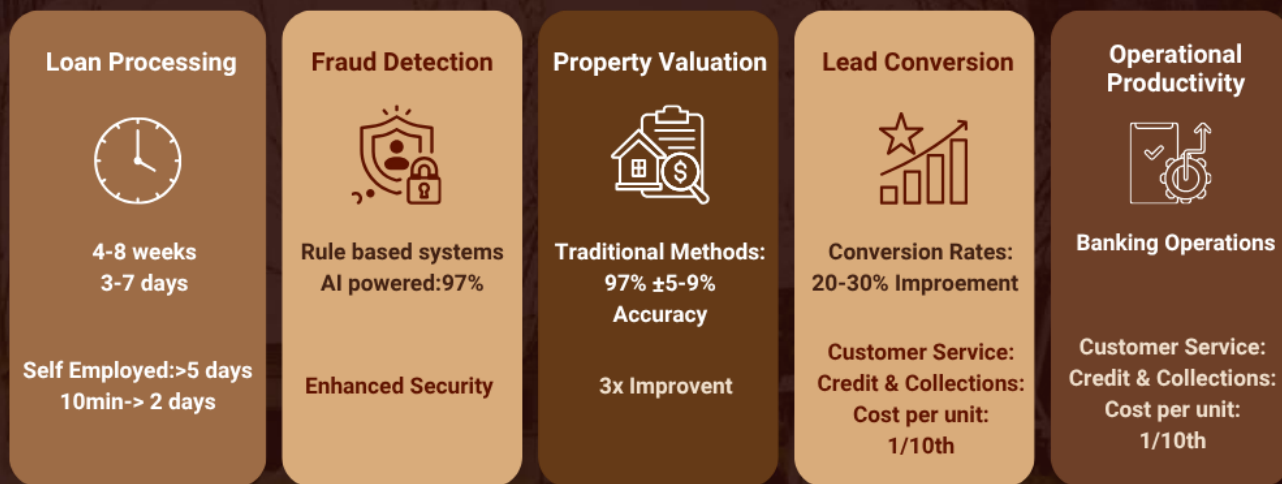 Loan Processing
4-8 weeks
3-7 days
Self Employed:>5 days
10min-> 2 days
Fraud Detection
Rule based systems
AI powered:97%
Enhanced Security
Property Valuation
$
Traditional Methods:
97% ±5-9%
Accuracy
3x Improvent
Lead Conversion
Conversion Rates:
20-30% Improement
Customer Service:
Credit & Collections:
Cost per unit:
1/10th
Operational
Productivity
Banking Operations
Customer Service:
Credit & Collections:
Cost per unit:
1/10th